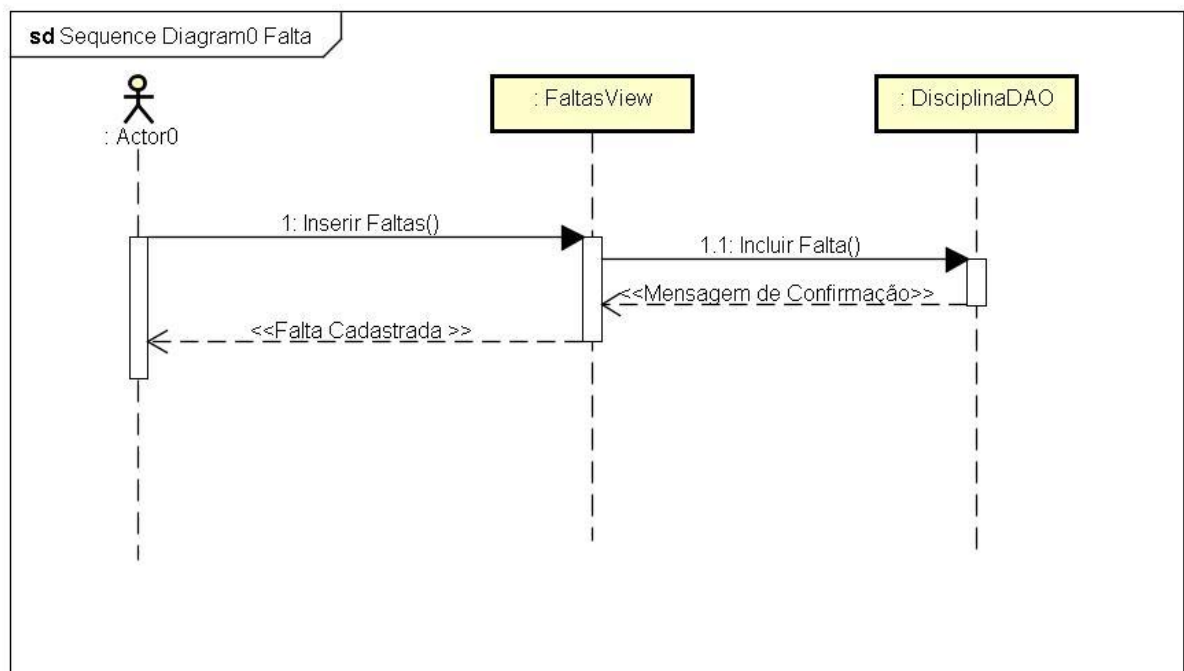 sd Sequence Diagram0 Falta
: Actor0
: FaltasView
: DisciplinaDAO
1: Inserir Faltas()
1.1: Incluir Falta()
<<Mensagem de Confirmação>>
<<Falta Cadastrada >>